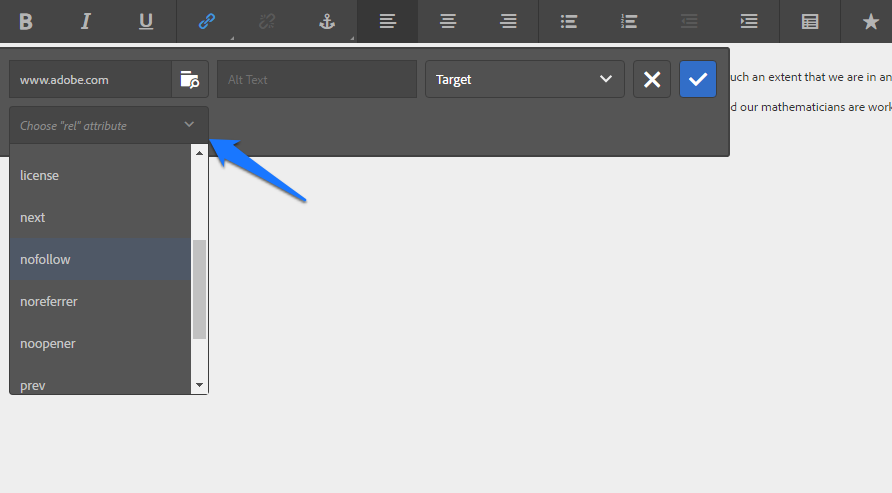 B I U
www.adobe.com Alt Text Target
uch an extent that we are in an
d our mathematicians are work
Choose "rel" attribute
license
next
nofollow
noreferrer
noopener
prev